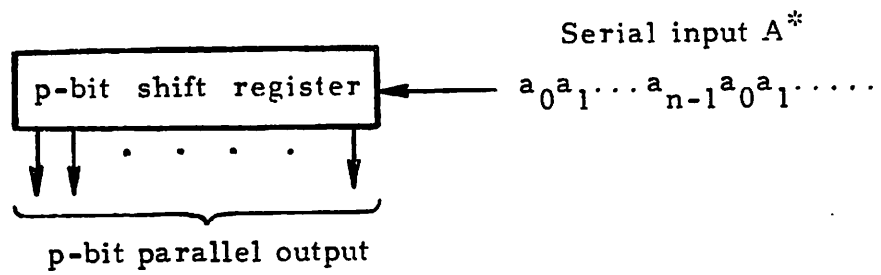 Serial input A*
p-bit shift register
a0a1...an-1a0a1.....
p-bit parallel output